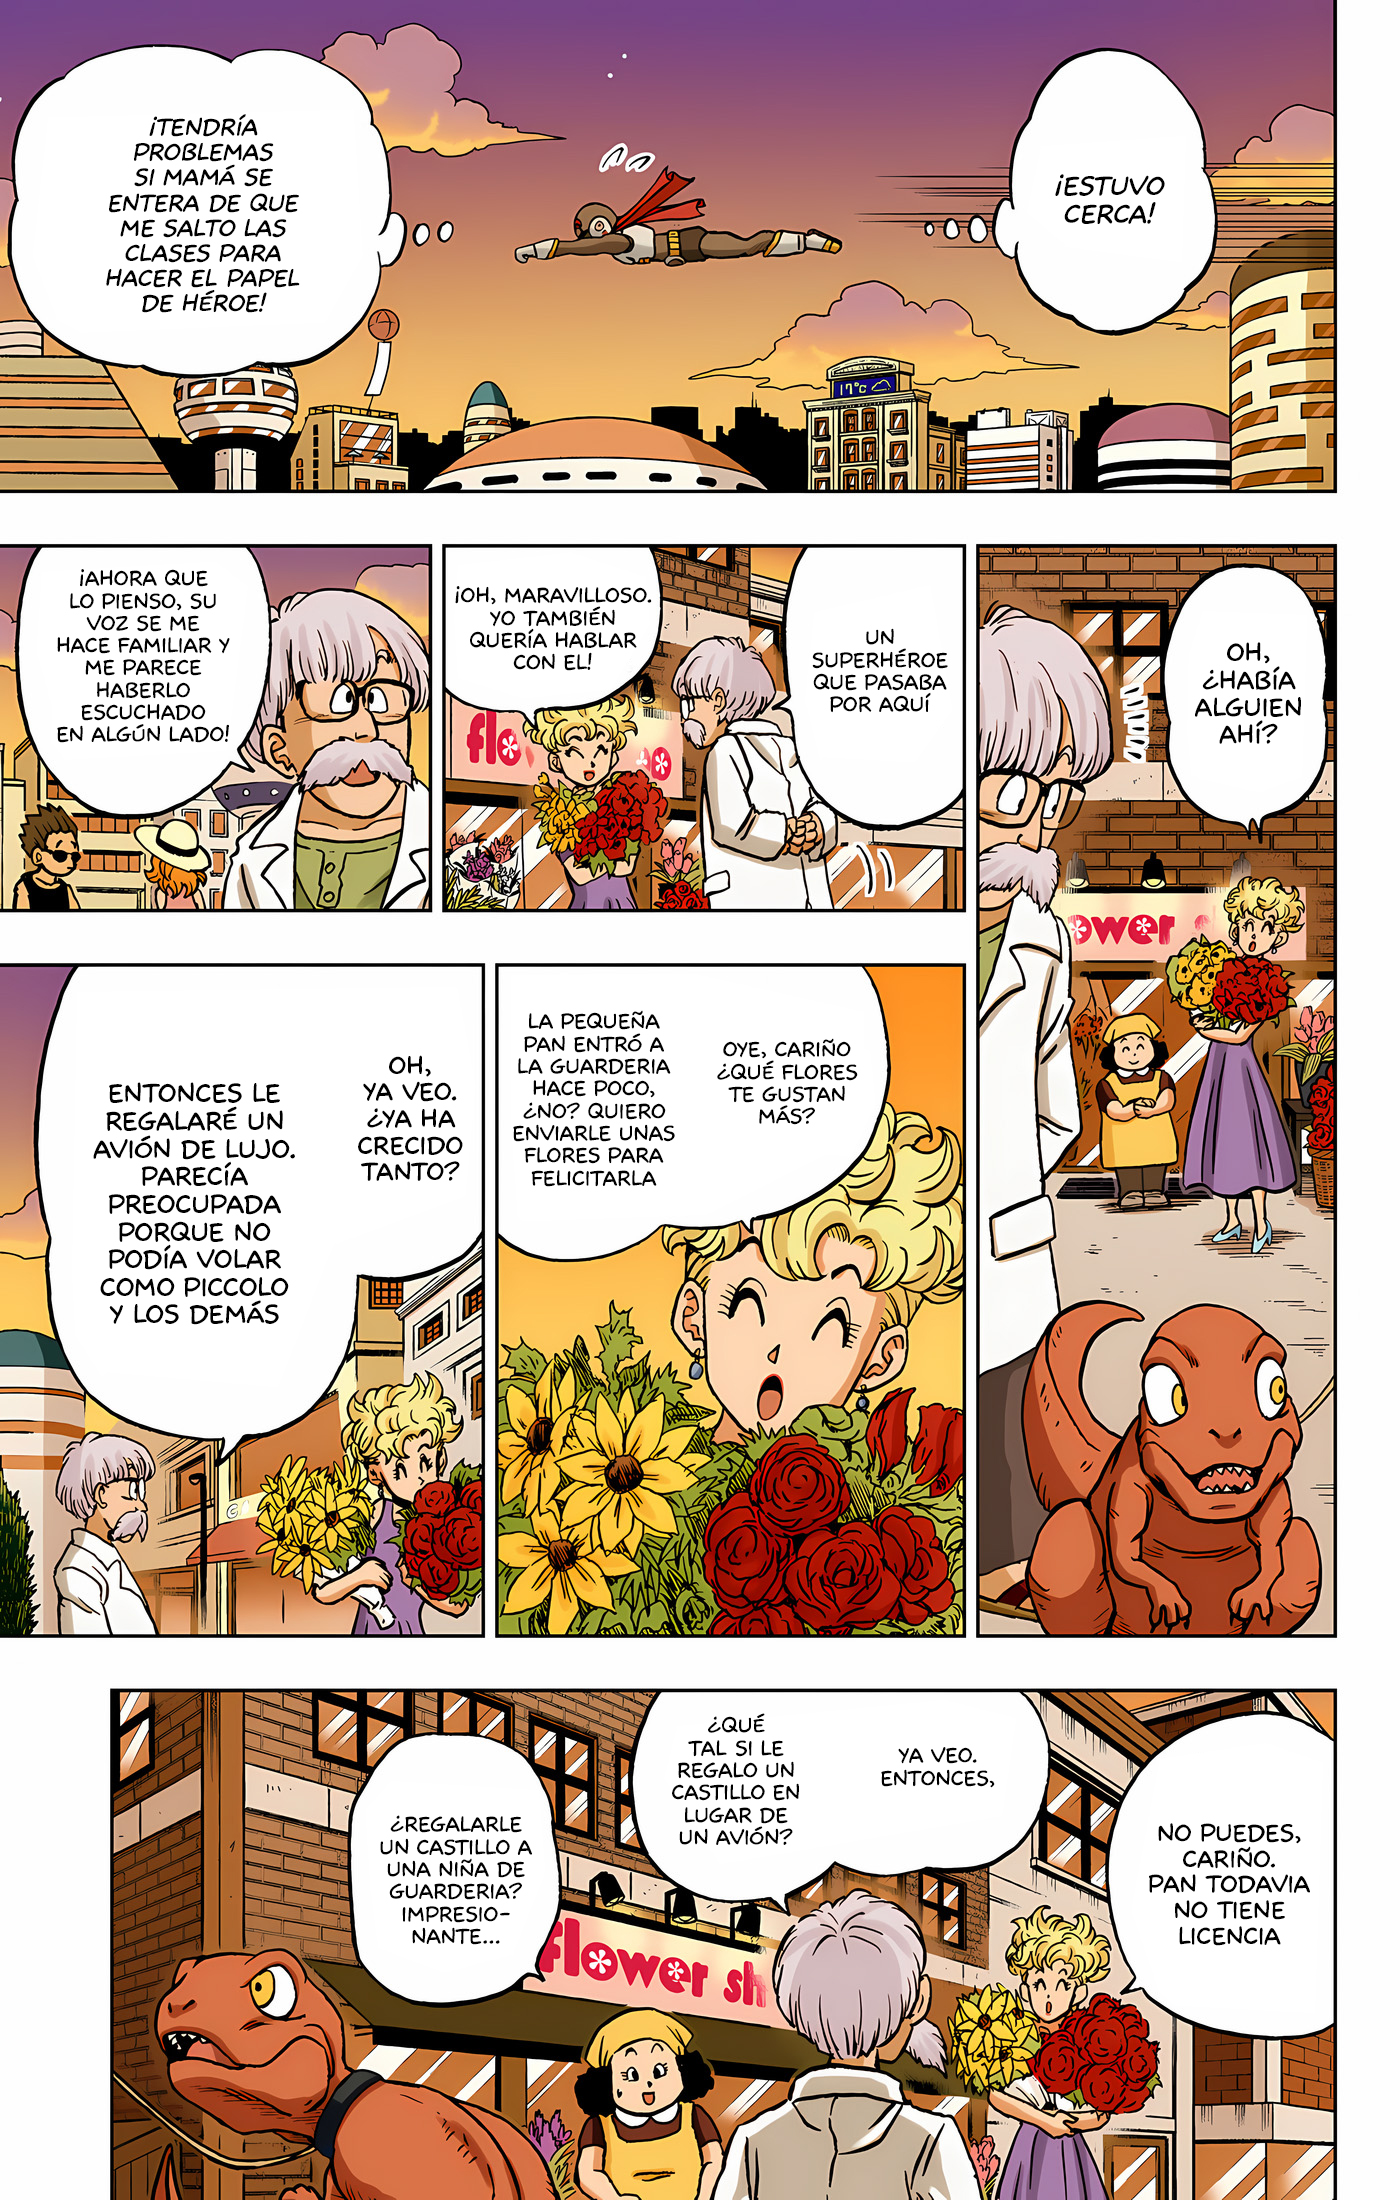 ¡ESTUVO
CERCA!
¡TENDRÍA
PROBLEMAS
SI MAMÁ SE
ENTERA DE QUE
ME SALTO LAS
CLASES PARA
HACER EL PAPEL
DE HÉROE!
17°C
OH,
¿HABÍA
ALGUIEN
AHÍ?
ower
UN
SUPERHÉROE
QUE PASABA
POR AQUÍ
¡OH, MARAVILLOSO.
YO TAMBIÉN
QUERÍA HABLAR
CON EL!
flo
¡AHORA QUE
LO PIENSO, SU
VOZ SE ME
HACE FAMILIAR Y
ME PARECE
HABERLO
ESCUCHADO
EN ALGÚN LADO!
OYE, CARIÑO
¿QUÉ FLORES
TE GUSTAN
MÁS?
LA PEQUEÑA
PAN ENTRÓ A
LA GUARDERIA
HACE POCO,
¿NO? QUIERO
ENVIARLE UNAS
FLORES PARA
FELICITARLA
OH,
YA VEO.
¿YA HA
CRECIDO
TANTO?
ENTONCES LE
REGALARÉ UN
AVIÓN DE LUJO.
PARECÍA
PREOCUPADA
PORQUE NO
PODÍA VOLAR
COMO PICCOLO
Y LOS DEMÁS
NO PUEDES,
CARIÑO.
PAN TODAVIA
NO TIENE
LICENCIA
YA VEO.
ENTONCES,
¿QUÉ
TAL SI LE
REGALO UN
CASTILLO EN
LUGAR DE
UN AVIÓN?
¿REGALARLE
UN CASTILLO A
UNA NIÑA DE
GUARDERIA?
IMPRESIO-
NANTE...
flower sh